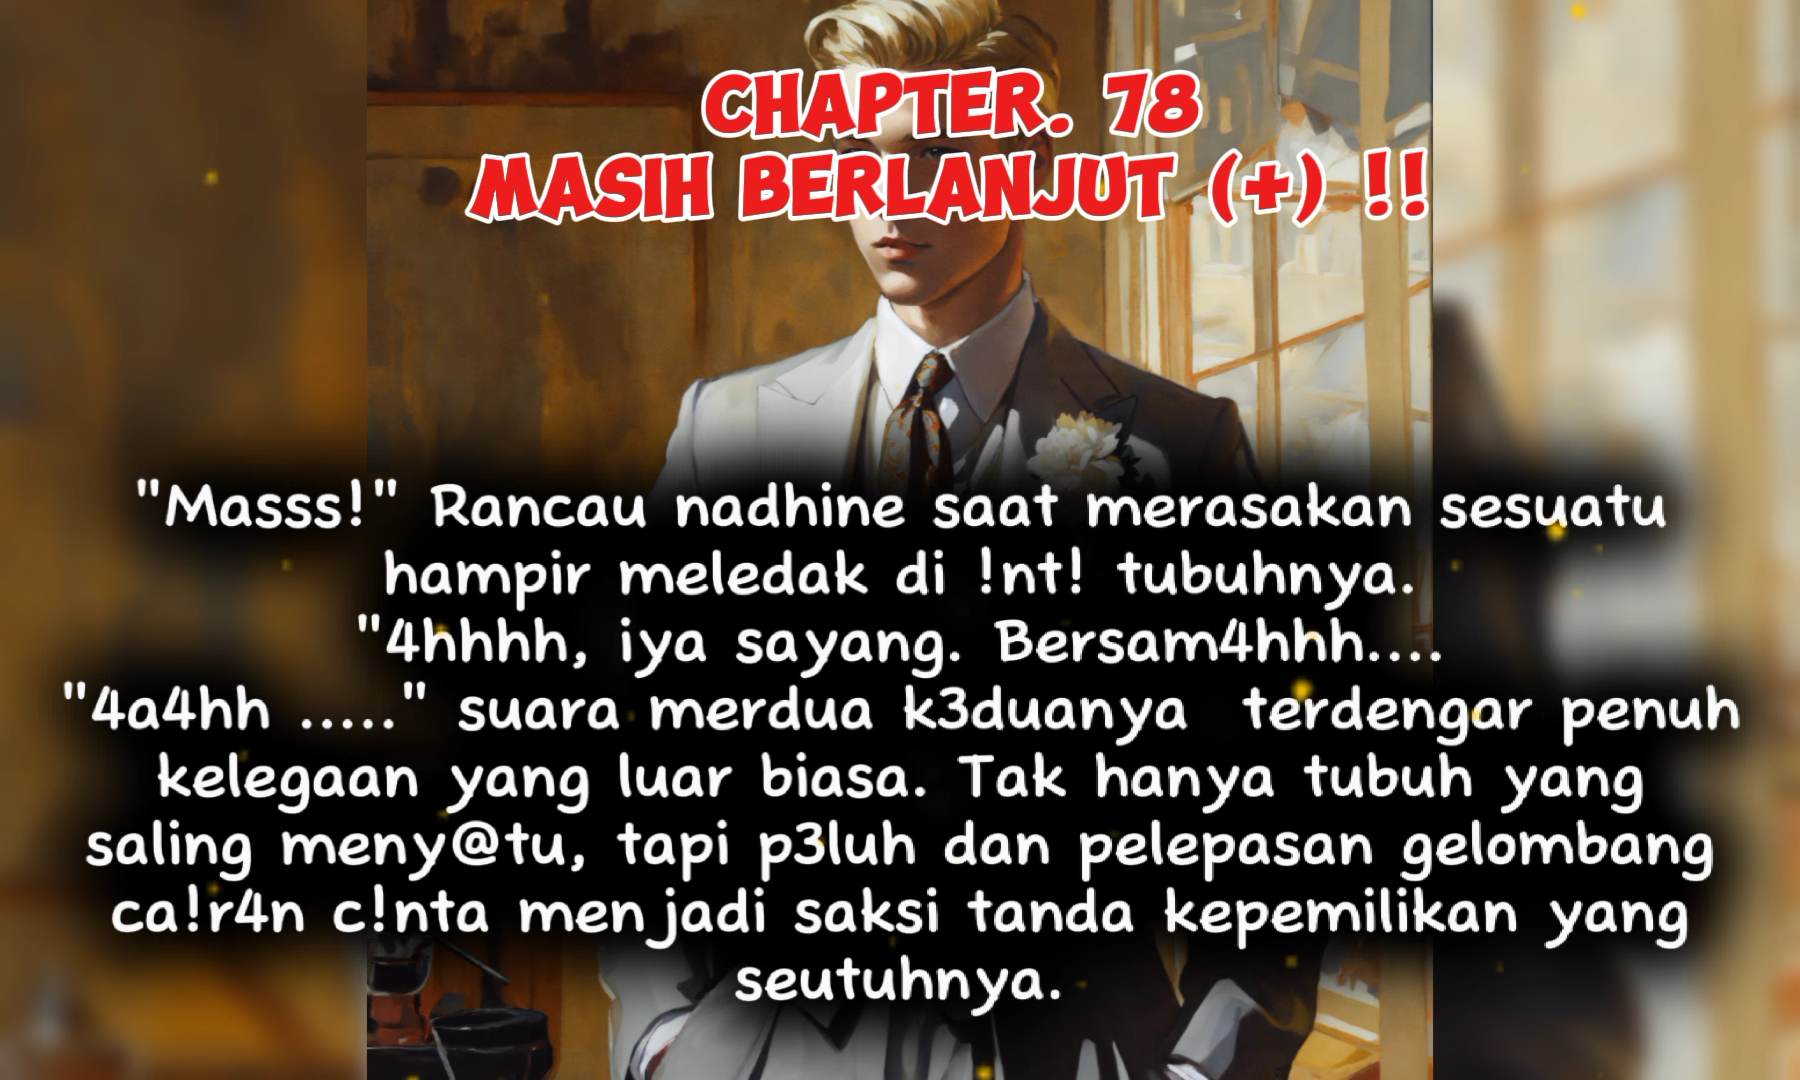 CHAPTER. 78
MASIH BERLANJUT (+) !!
"Masss!" Rancau nadhine saat merasakan sesuatu
hampir meledak di !nt! tubuhnya.
"4hhhh, iya sayang. Bersam4hhh....
"4a4hh ....." suara merdua k3duanya terdengar penuh
kelegaan yang luar biasa. Tak hanya tubuh yang
saling meny@tu, tapi p3luh dan pelepasan gelombang
ca!r4n c!nta menjadi saksi tanda kepemilikan yang
seutuhnya.